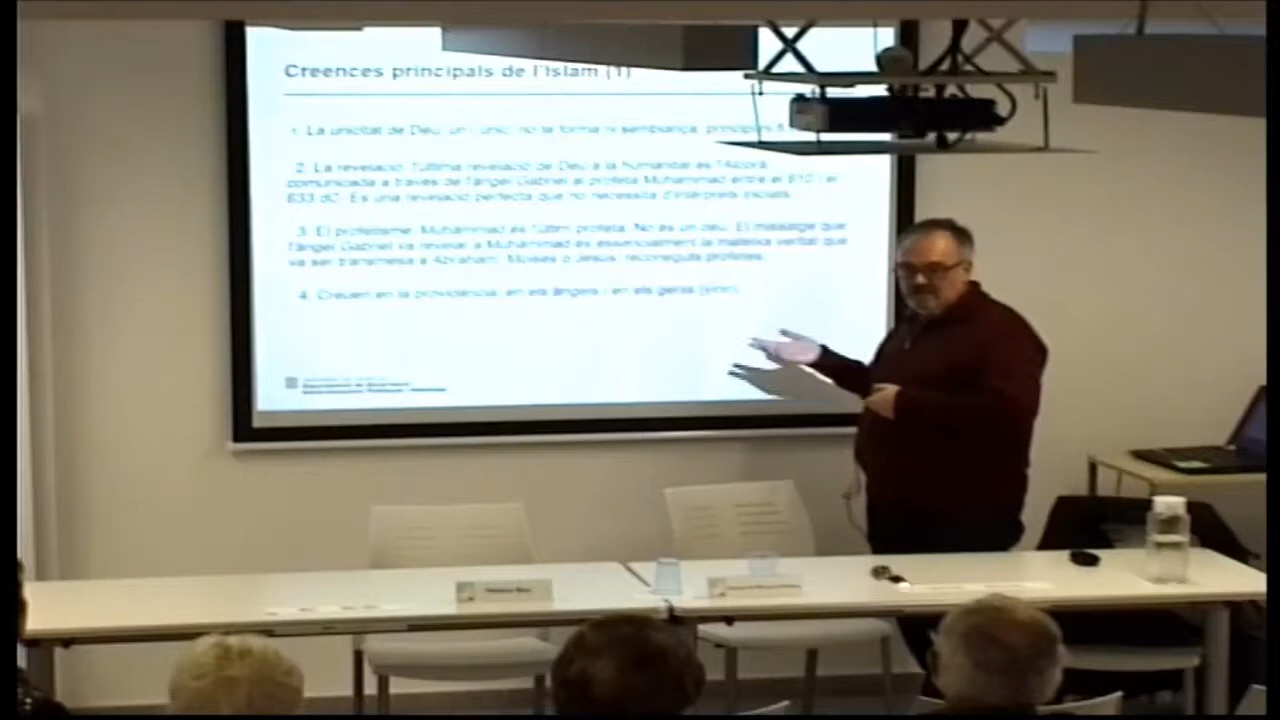 Creences principals de l'Islam (1)
1. La unicitat de Déu: un i únic, no té forma ni semblança, principi
2. La revelació: l'última revelació de Déu a la humanitat és l'Alcorà
comunicada a través de l'àngel Gabriel al profeta Muhammad entre el 610 i el
633 dC. És una revelació perfecta que no necessita d'intèrprets iniciats.
3. El profetisme: Muhammad és l'últim profeta. No és un déu. El missatge que
l'àngel Gabriel va revelar a Muhammad és essencialment la mateixa veritat que
va ser transmesa a Abraham, Moisès o Jesús, reconeguts profetes.
4. Creuen en la providència, en els àngels i en els genis (yinn).